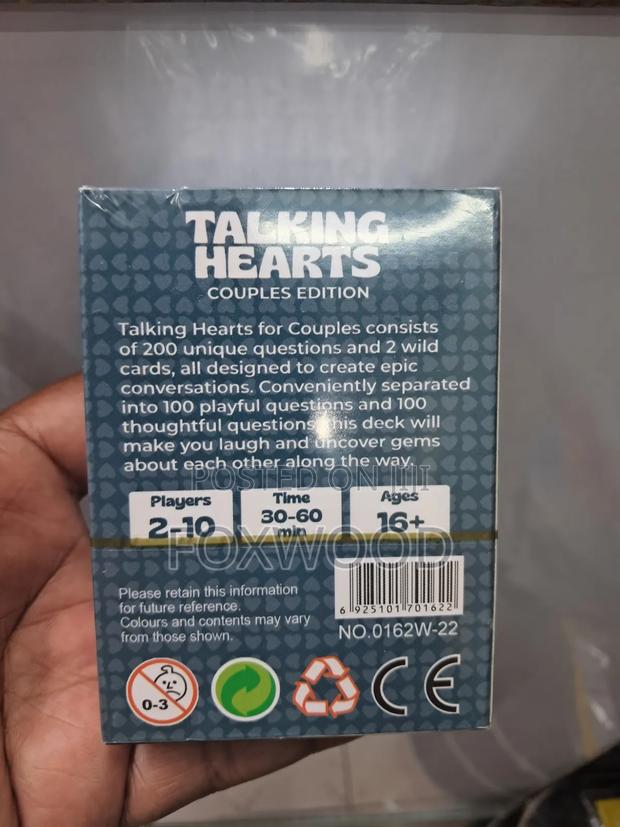 TALKING
HEARTS
COUPLES EDITION
Talking Hearts for Couples consists
of 200 unique questions and 2 wild
cards, all designed to create epic
conversations. Conveniently separated
into 100 playful questions and 100
thoughtful questions, this deck will
make you laugh and uncover gems
about each other along the way.
POSTED ON JIJI
Players
2-10
Time
30-60
min
Ages
16+
FOXWOOD
Please retain this information
for future reference.
Colours and contents may vary
from those shown.
6 925101 701622
NO.0162W-22
0-3
CE